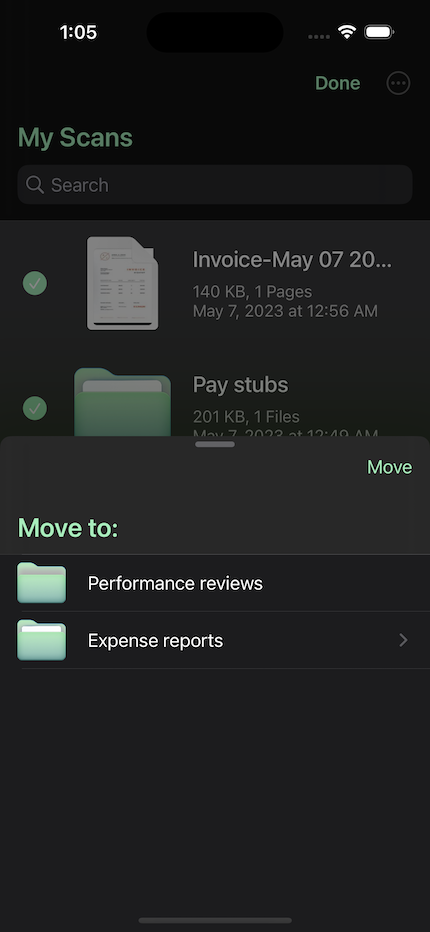 1:05
Done
My Scans
Search
Invoice-May 07 20...
140 KB, 1 Pages
May 7, 2023 at 12:56 AM
Pay stubs
201 KB, 1 Files
May 7, 2023 at 12:49 AM
Move
Move to:
Performance reviews
Expense reports